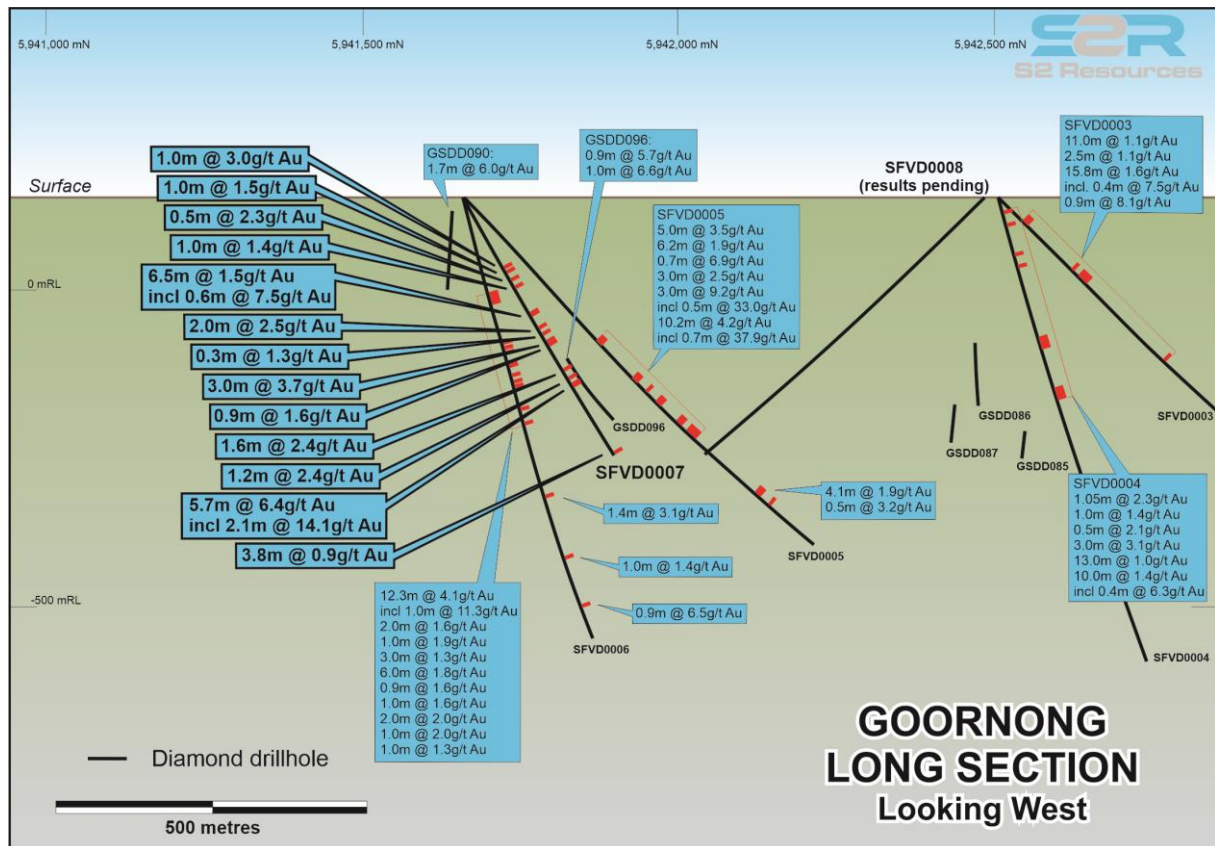 5,941,000 mN
5,941,500 mN
5,942,000 mN
5,942,500 mN
S2R
S2 Resources
Surface
0 mRL
-500 mRL
1.0m @ 3.0g/t Au
1.0m @ 1.5g/t Au
0.5m @ 2.3g/t Au
1.0m @ 1.4g/t Au
6.5m @ 1.5g/t Au
incl 0.6m @ 7.5g/t Au
2.0m @ 2.5g/t Au
0.3m @ 1.3g/t Au
3.0m @ 3.7g/t Au
0.9m @ 1.6g/t Au
1.6m @ 2.4g/t Au
1.2m @ 2.4g/t Au
5.7m @ 6.4g/t Au
incl 2.1m @ 14.1g/t Au
3.8m @ 0.9g/t Au
GSDD090:
1.7m @ 6.0g/t Au
GSDD096:
0.9m @ 5.7g/t Au
1.0m @ 6.6g/t Au
SFVD0005
5.0m @ 3.5g/t Au
6.2m @ 1.9g/t Au
0.7m @ 6.9g/t Au
3.0m @ 2.5g/t Au
3.0m @ 9.2g/t Au
incl 0.5m @ 33.0g/t Au
10.2m @ 4.2g/t Au
incl 0.7m @ 37.9g/t Au
SFVD0008
(results pending)
SFVD0003
11.0m @ 1.1g/t Au
2.5m @ 1.1g/t Au
15.8m @ 1.6g/t Au
incl. 0.4m @ 7.5g/t Au
0.9m @ 8.1g/t Au
GSDD096
SFVD0007
GSDD086
GSDD087
GSDD085
SFVD0003
4.1m @ 1.9g/t Au
0.5m @ 3.2g/t Au
SFVD0005
1.4m @ 3.1g/t Au
1.0m @ 1.4g/t Au
0.9m @ 6.5g/t Au
SFVD0006
SFVD0004
1.05m @ 2.3g/t Au
1.0m @ 1.4g/t Au
0.5m @ 2.1g/t Au
3.0m @ 3.1g/t Au
13.0m @ 1.0g/t Au
10.0m @ 1.4g/t Au
incl 0.4m @ 6.3g/t Au
SFVD0004
12.3m @ 4.1g/t Au
incl 1.0m @ 11.3g/t Au
2.0m @ 1.6g/t Au
1.0m @ 1.9g/t Au
3.0m @ 1.3g/t Au
6.0m @ 1.8g/t Au
0.9m @ 1.6g/t Au
1.0m @ 1.6g/t Au
2.0m @ 2.0g/t Au
1.0m @ 2.0g/t Au
1.0m @ 1.3g/t Au
Diamond drillhole
500 metres
GOORNONG
LONG SECTION
Looking West